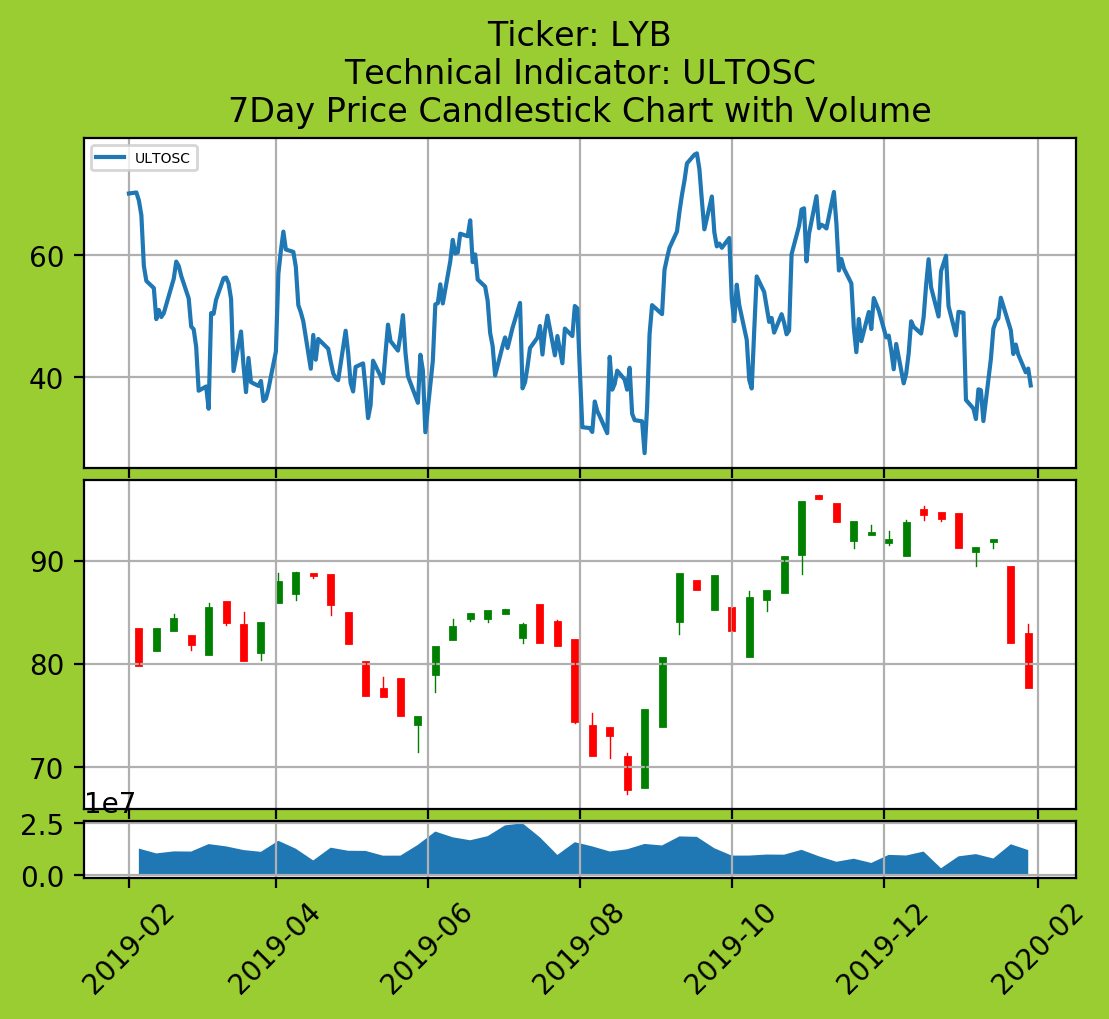 Ticker: LYB
Technical Indicator: ULTOSC
7Day Price Candlestick Chart with Volume
ULTOSC
60
40
90
80
70
1e7
2.5
0.0
2019-02
2019-04
2019-06
2019-08
2019-10
2019-12
2020-02